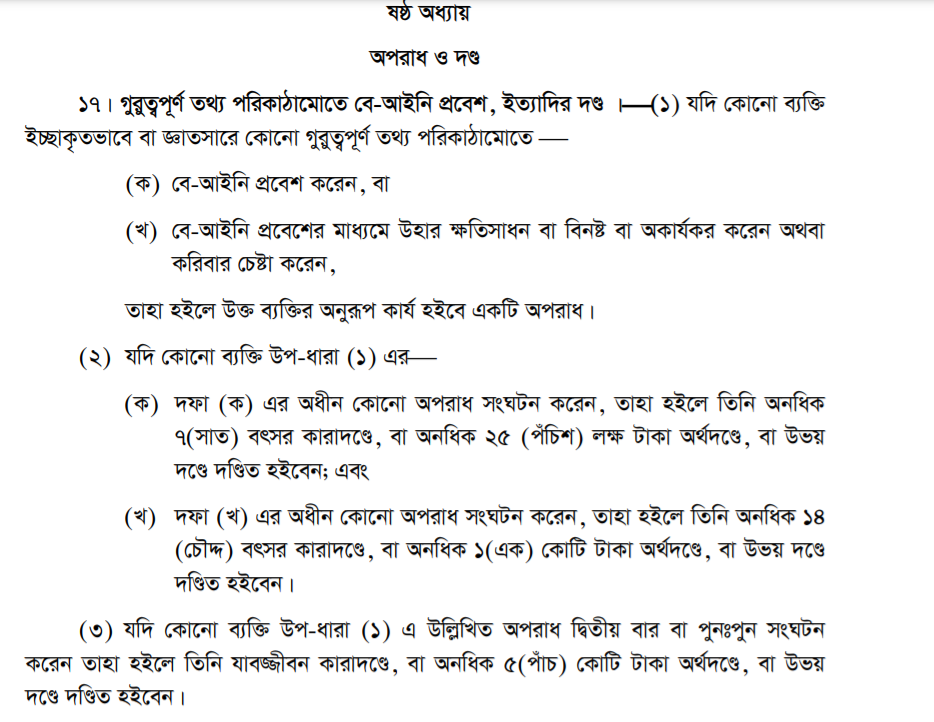 ষষ্ঠ অধ্যায়
অপরাধ ও দণ্ড
১৭। গুরুত্বপূর্ণ তথ্য পরিকাঠামোতে বে-আইনি প্রবেশ, ইত্যাদির দণ্ড ।—(১) যদি কোনো ব্যক্তি
ইচ্ছাকৃতভাবে বা জ্ঞাতসারে কোনো গুরুত্বপূর্ণ তথ্য পরিকাঠামোতে —
(ক) বে-আইনি প্রবেশ করেন, বা
(খ) বে-আইনি প্রবেশের মাধ্যমে উহার ক্ষতিসাধন বা বিনষ্ট বা অকার্যকর করেন অথবা
করিবার চেষ্টা করেন,
তাহা হইলে উক্ত ব্যক্তির অনুরূপ কার্য হইবে একটি অপরাধ।
(২) যদি কোনো ব্যক্তি উপ-ধারা (১) এর—
(ক) দফা (ক) এর অধীন কোনো অপরাধ সংঘটন করেন, তাহা হইলে তিনি অনধিক
৭(সাত) বৎসর কারাদণ্ডে, বা অনধিক ২৫ (পঁচিশ) লক্ষ টাকা অর্থদণ্ডে, বা উভয়
দণ্ডে দণ্ডিত হইবেন; এবং
(খ) দফা (খ) এর অধীন কোনো অপরাধ সংঘটন করেন, তাহা হইলে তিনি অনধিক ১৪
(চৌদ্দ) বৎসর কারাদণ্ডে, বা অনধিক ১(এক) কোটি টাকা অর্থদণ্ডে, বা উভয় দণ্ডে
দণ্ডিত হইবেন।
(৩) যদি কোনো ব্যক্তি উপ-ধারা (১) এ উল্লিখিত অপরাধ দ্বিতীয় বার বা পুনঃপুন সংঘটন
করেন তাহা হইলে তিনি যাবজ্জীবন কারাদণ্ডে, বা অনধিক ৫(পাঁচ) কোটি টাকা অর্থদণ্ডে, বা উভয়
দণ্ডে দণ্ডিত হইবেন।